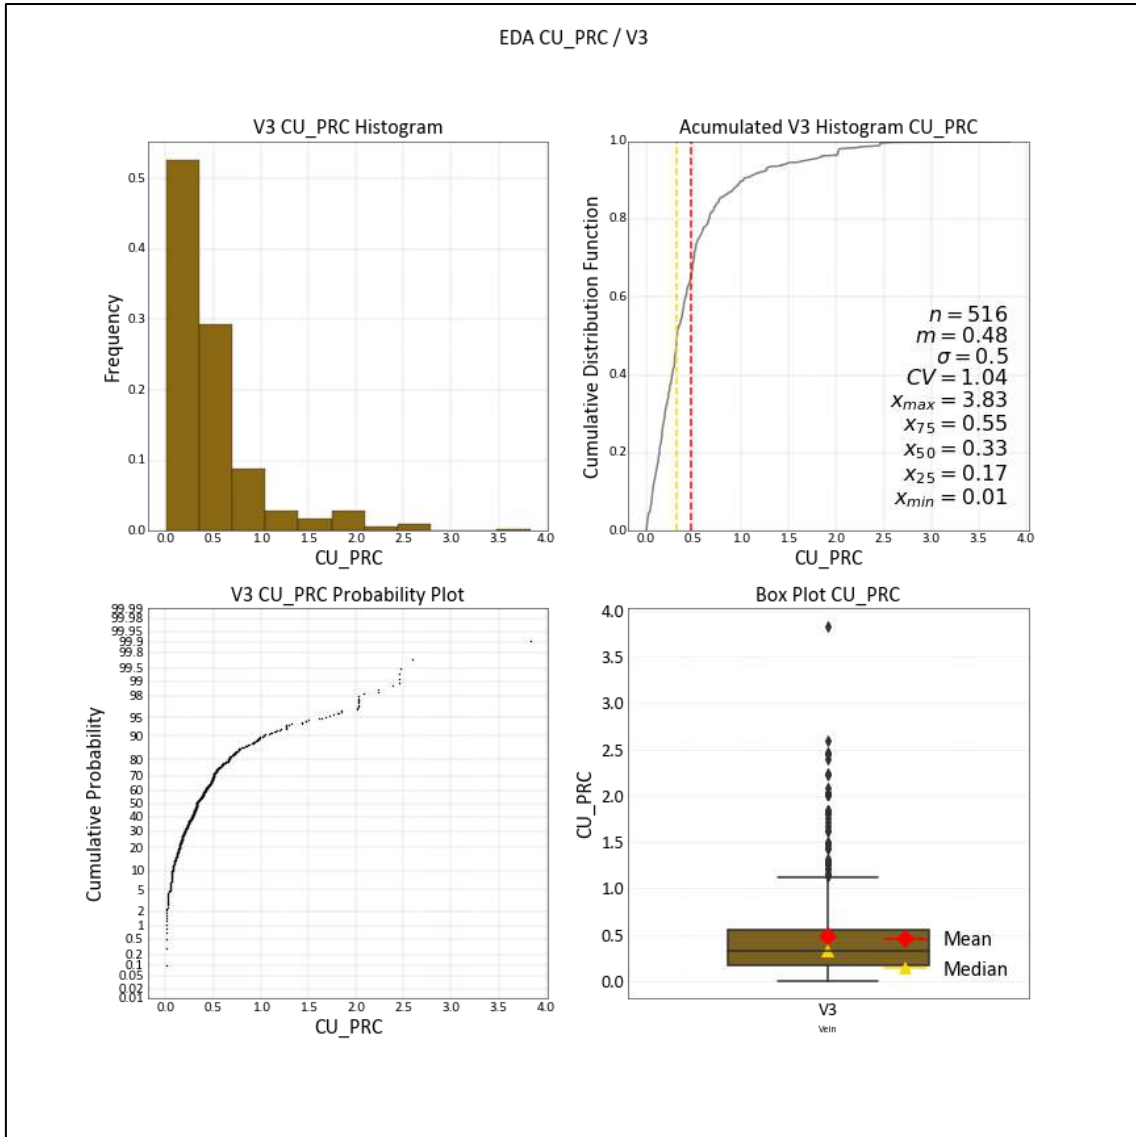 EDA CU_PRC / V3
V3 CU_PRC Histogram
Frequency
0.5
0.4
0.3
0.2
0.1
0.0
0.0 0.5 1.0 1.5 2.0 2.5 3.0 3.5 4.0
CU_PRC
Acumulated V3 Histogram CU_PRC
Cumulative Distribution Function
1.0
0.8
0.6
0.4
0.2
0.0
n = 516
m = 0.48
σ = 0.5
CV = 1.04
xmax = 3.83
x75 = 0.55
x50 = 0.33
x25 = 0.17
xmin = 0.01
0.0 0.5 1.0 1.5 2.0 2.5 3.0 3.5 4.0
CU_PRC
V3 CU_PRC Probability Plot
Cumulative Probability
99.99
99.98
99.95
99.9
99.8
99.5
99
98
95
90
80
70
60
50
40
30
20
10
5
2
1
0.5
0.2
0.1
0.05
0.02
0.01
0.0 0.5 1.0 1.5 2.0 2.5 3.0 3.5 4.0
CU_PRC
Box Plot CU_PRC
CU_PRC
4.0
3.5
3.0
2.5
2.0
1.5
1.0
0.5
0.0
Mean
Median
V3
Vein